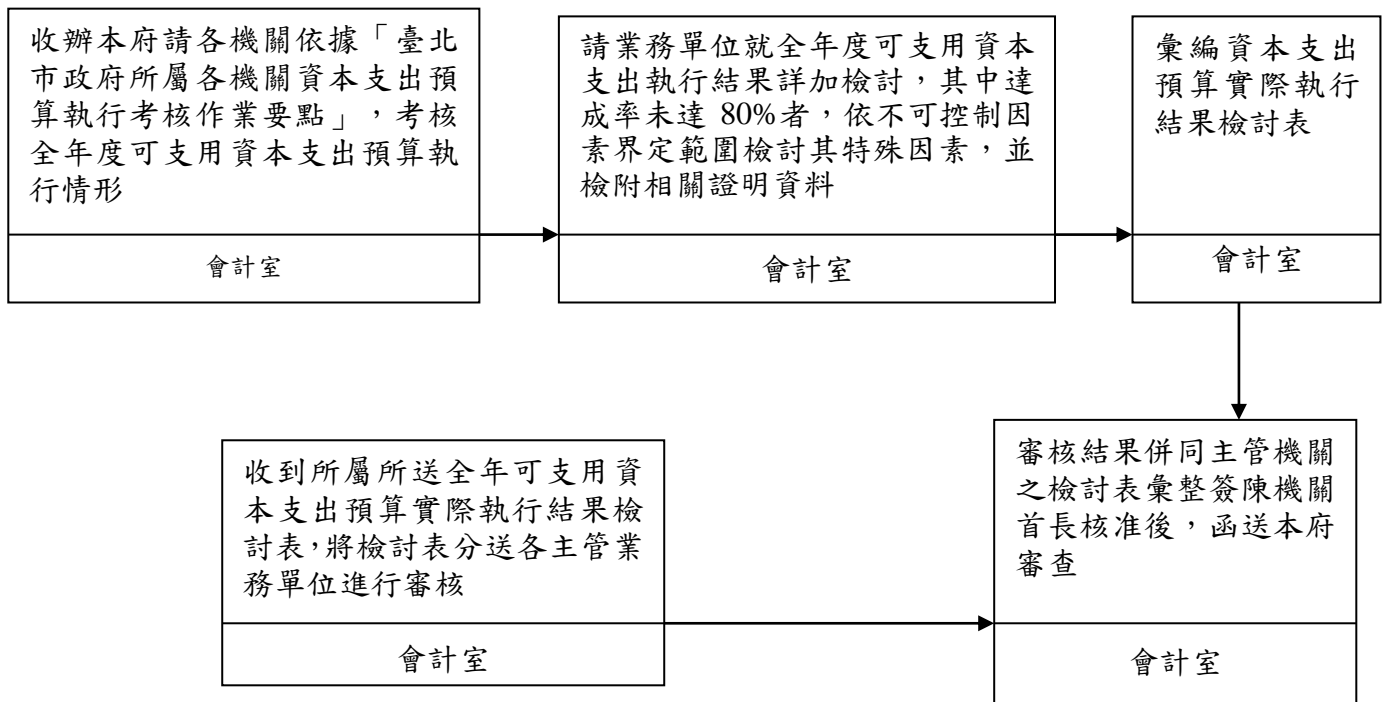 收辦本府請各機關依據「臺北
市政府所屬各機關資本支出預
算執行考核作業要點」，考核
全年度可支用資本支出預算執
行情形
會計室
請業務單位就全年度可支用資本
支出執行結果詳加檢討，其中達
成率未達 80%者，依不可控制因
素界定範圍檢討其特殊因素，並
檢附相關證明資料
會計室
彙編資本支出
預算實際執行
結果檢討表
會計室
收到所屬所送全年可支用資
本支出預算實際執行結果檢
討表，將檢討表分送各主管業
務單位進行審核
會計室
審核結果併同主管機關
之檢討表彙整簽陳機關
首長核准後，函送本府
審查
會計室